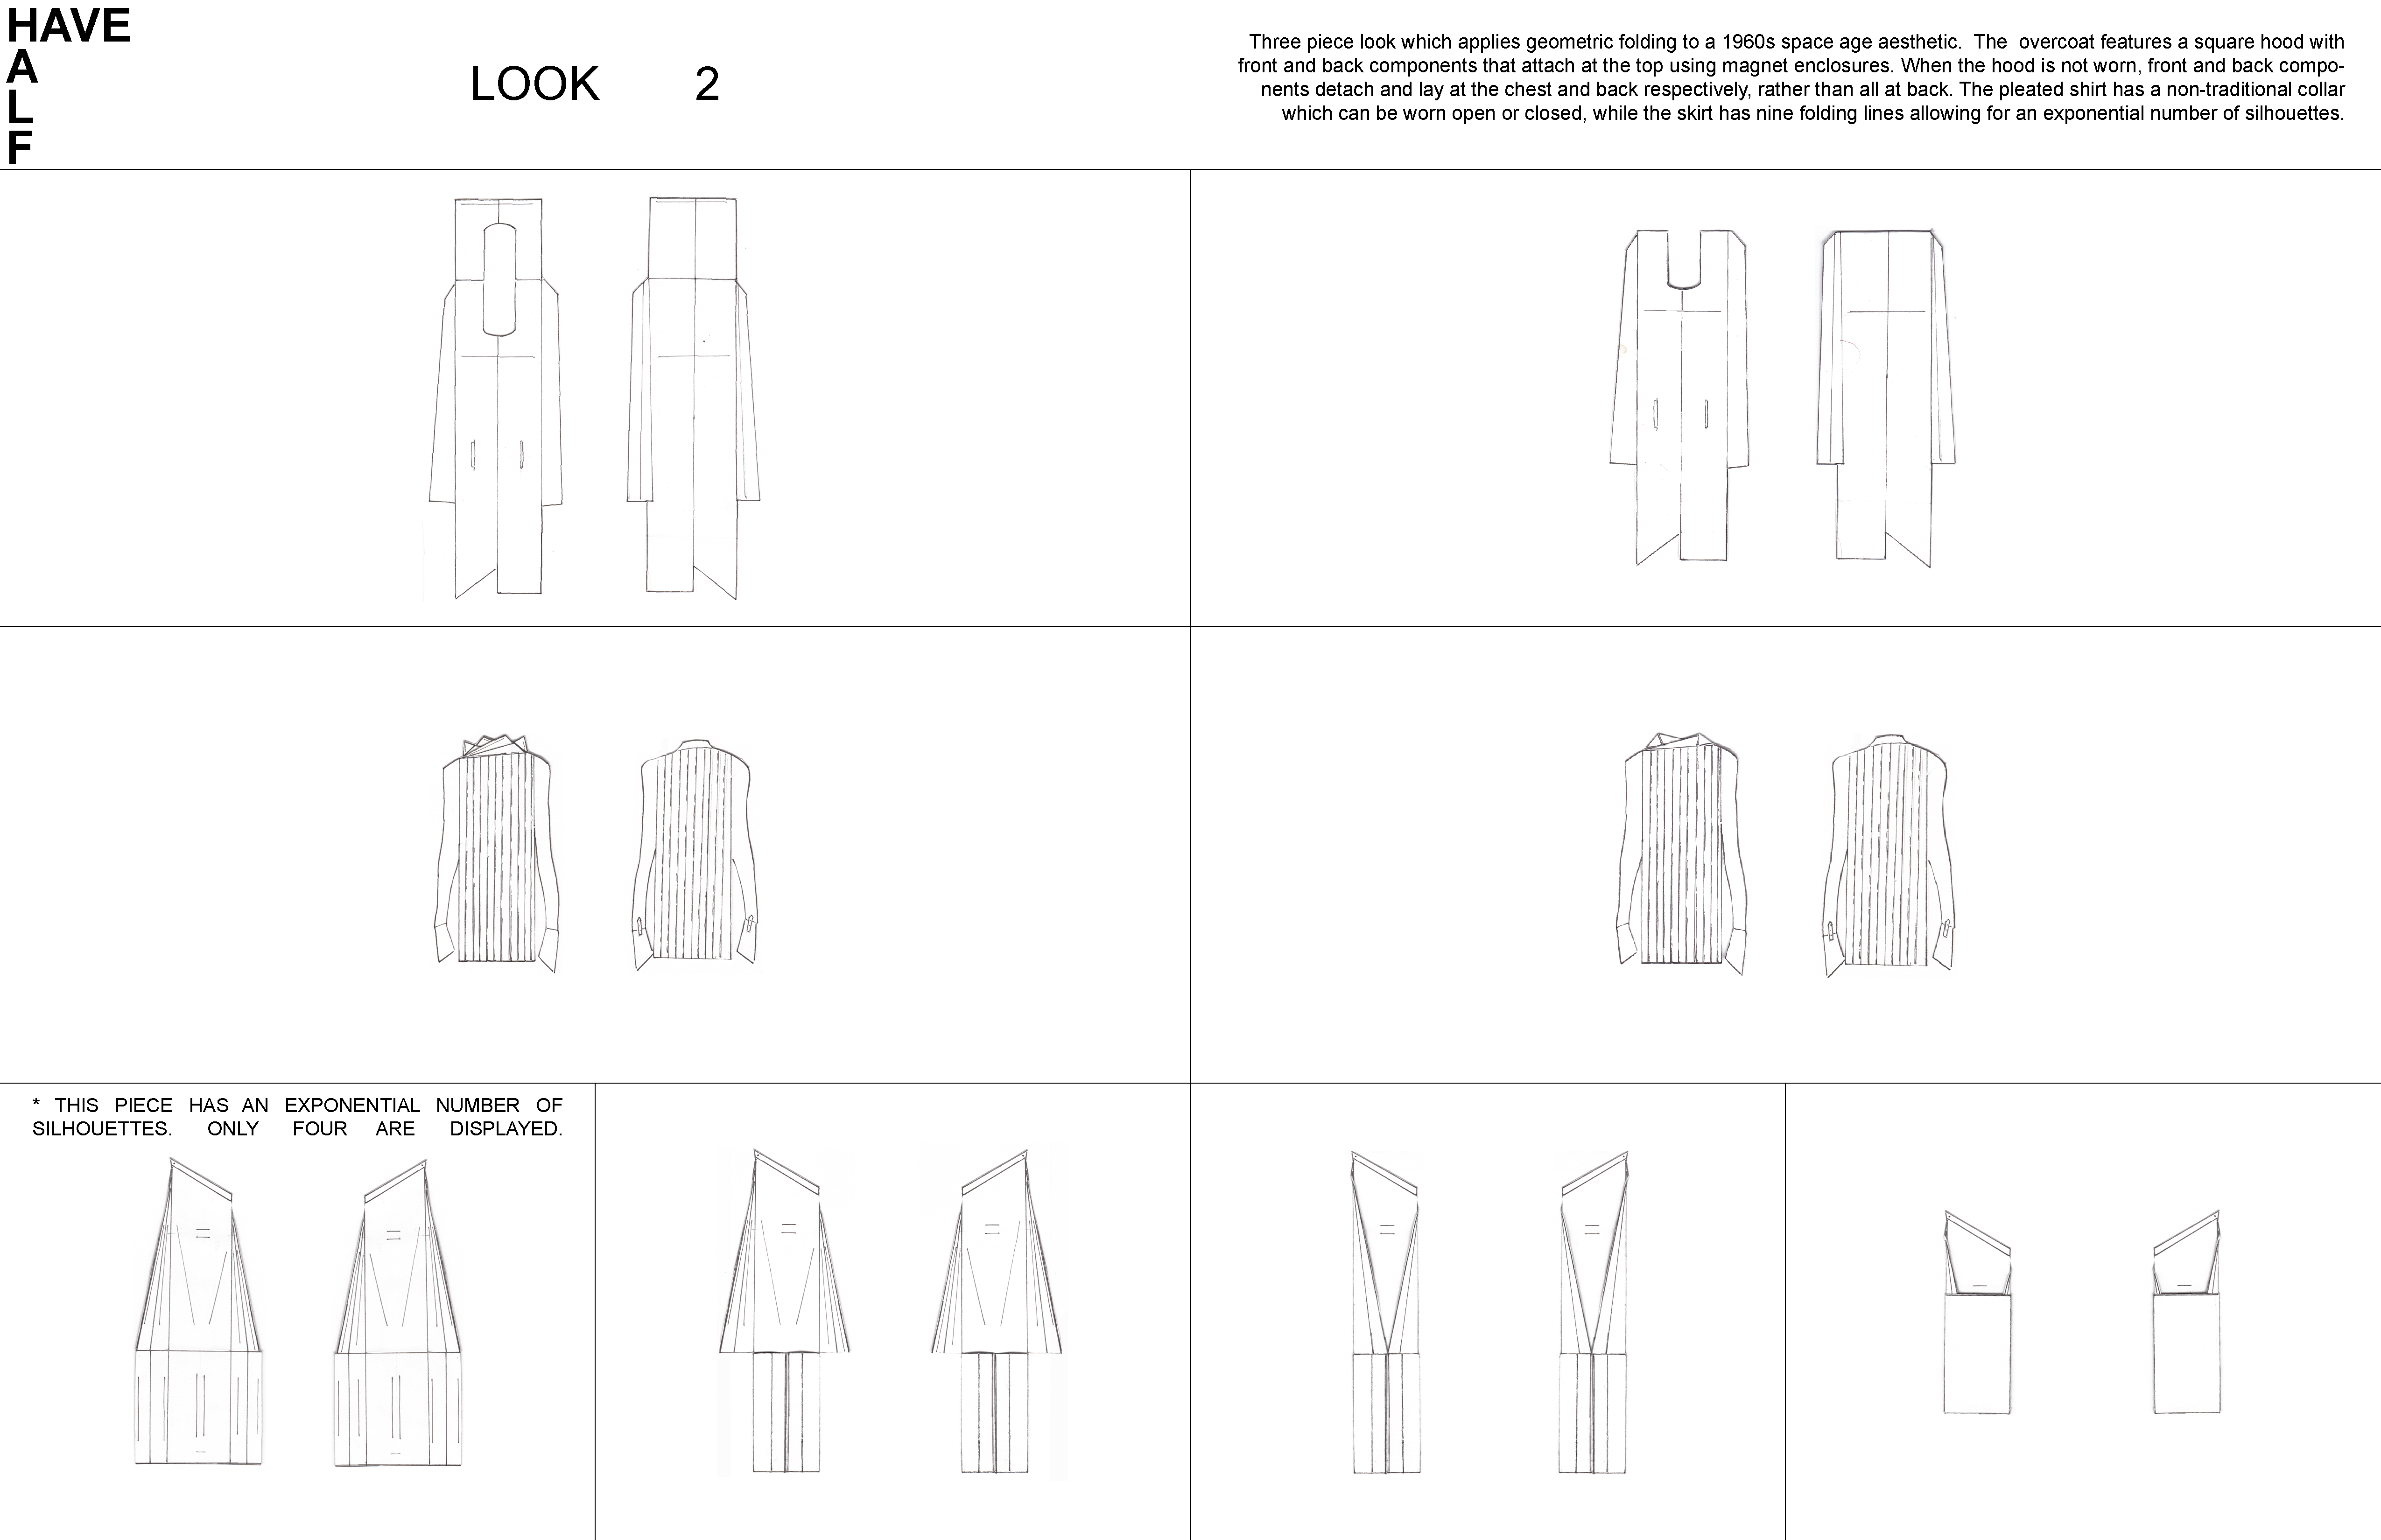 HAVE
A
L
F
LOOK 2
Three piece look which applies geometric folding to a 1960s space age aesthetic.  The  overcoat features a square hood with
front and back components that attach at the top using magnet enclosures. When the hood is not worn, front and back compo-
nents detach and lay at the chest and back respectively, rather than all at back. The pleated shirt has a non-traditional collar
which can be worn open or closed, while the skirt has nine folding lines allowing for an exponential number of silhouettes.
* THIS PIECE HAS AN EXPONENTIAL NUMBER OF
SILHOUETTES. ONLY FOUR ARE DISPLAYED.